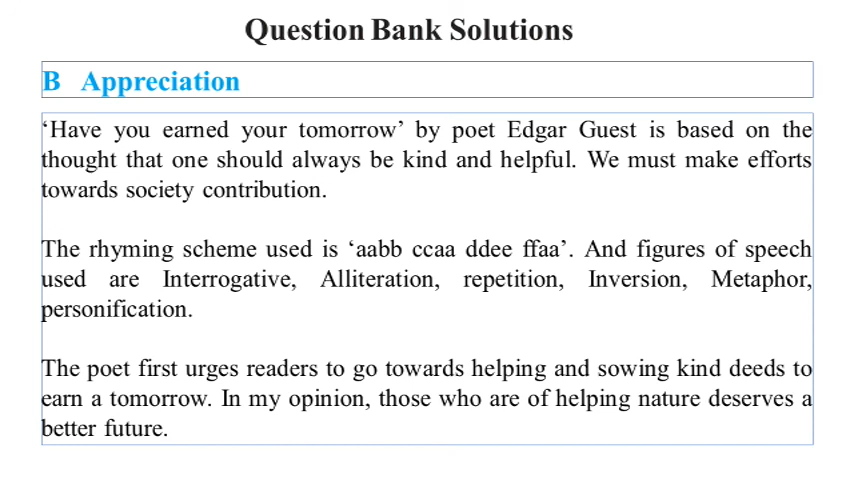 Question Bank Solutions
B Appreciation
‘Have you earned your tomorrow’ by poet Edgar Guest is based on the
thought that one should always be kind and helpful. We must make efforts
towards society contribution.
The rhyming scheme used is ‘aabb ccaa ddee ffaa’. And figures of speech
used are Interrogative, Alliteration, repetition, Inversion, Metaphor,
personification.
The poet first urges readers to go towards helping and sowing kind deeds to
earn a tomorrow. In my opinion, those who are of helping nature deserves a
better future.